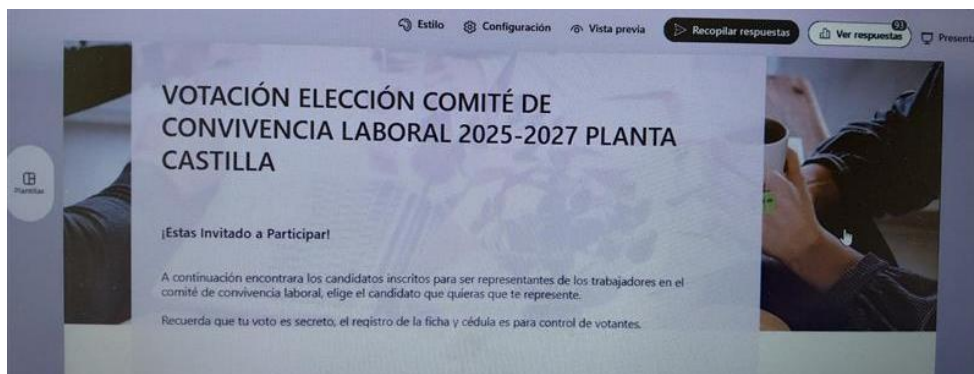 Estilo Configuración Vista previa Recopilar respuestas Ver respuestas 93 Presenta
VOTACIÓN ELECCIÓN COMITÉ DE
CONVIVENCIA LABORAL 2025-2027 PLANTA
CASTILLA
Plantillas
¡Estas Invitado a Participar!
A continuación encontrara los candidatos inscritos para ser representantes de los trabajadores en el
comité de convivencia laboral, elige el candidato que quieras que te represente.
Recuerda que tu voto es secreto, el registro de la ficha y cédula es para control de votantes.